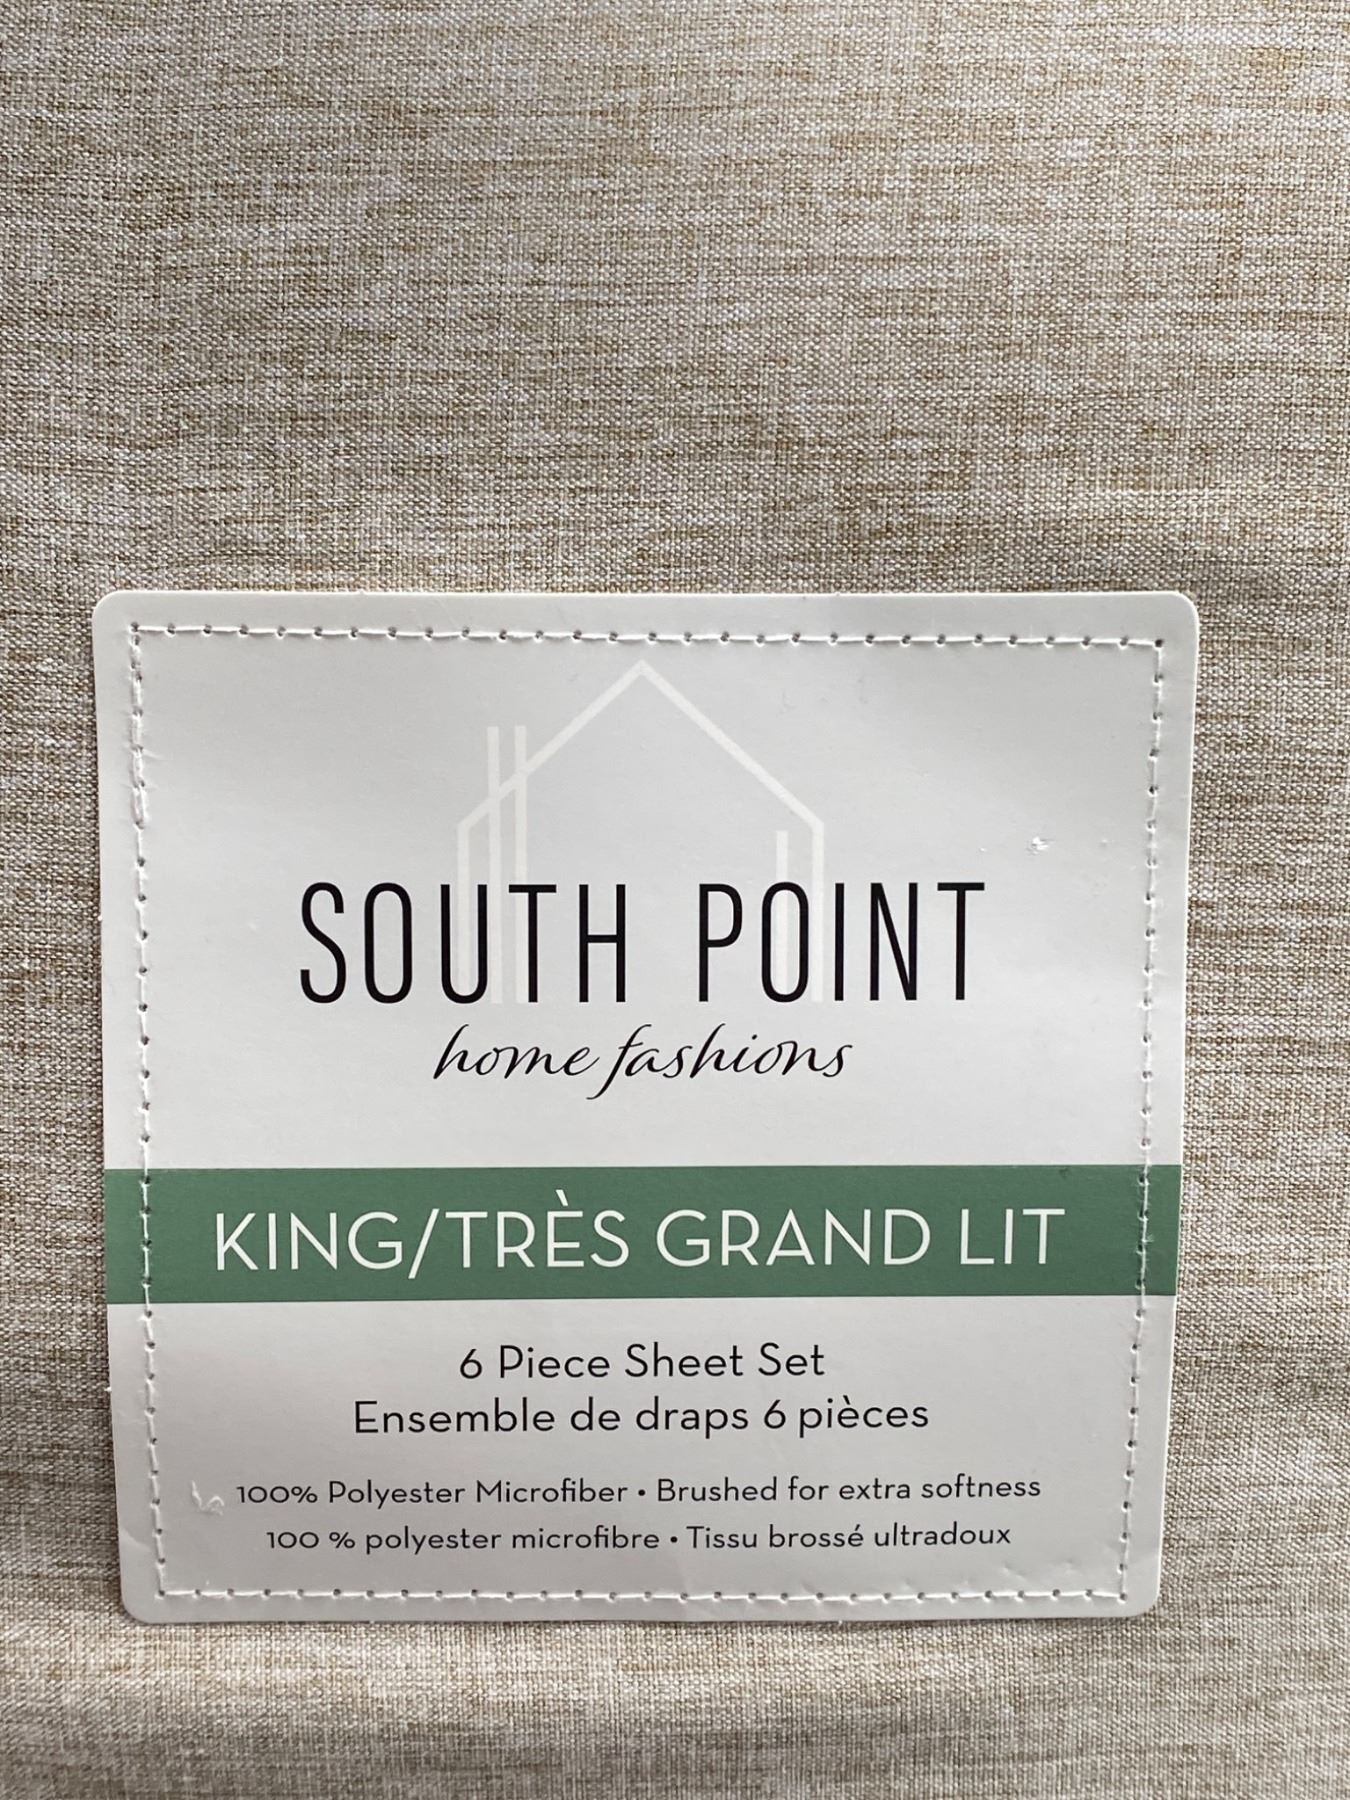 SOUTH POINT
home fashions
KING/TRÈS GRAND LIT
6 Piece Sheet Set
Ensemble de draps 6 pièces
100% Polyester Microfiber • Brushed for extra softness
100 % polyester microfibre • Tissu brossé ultradoux